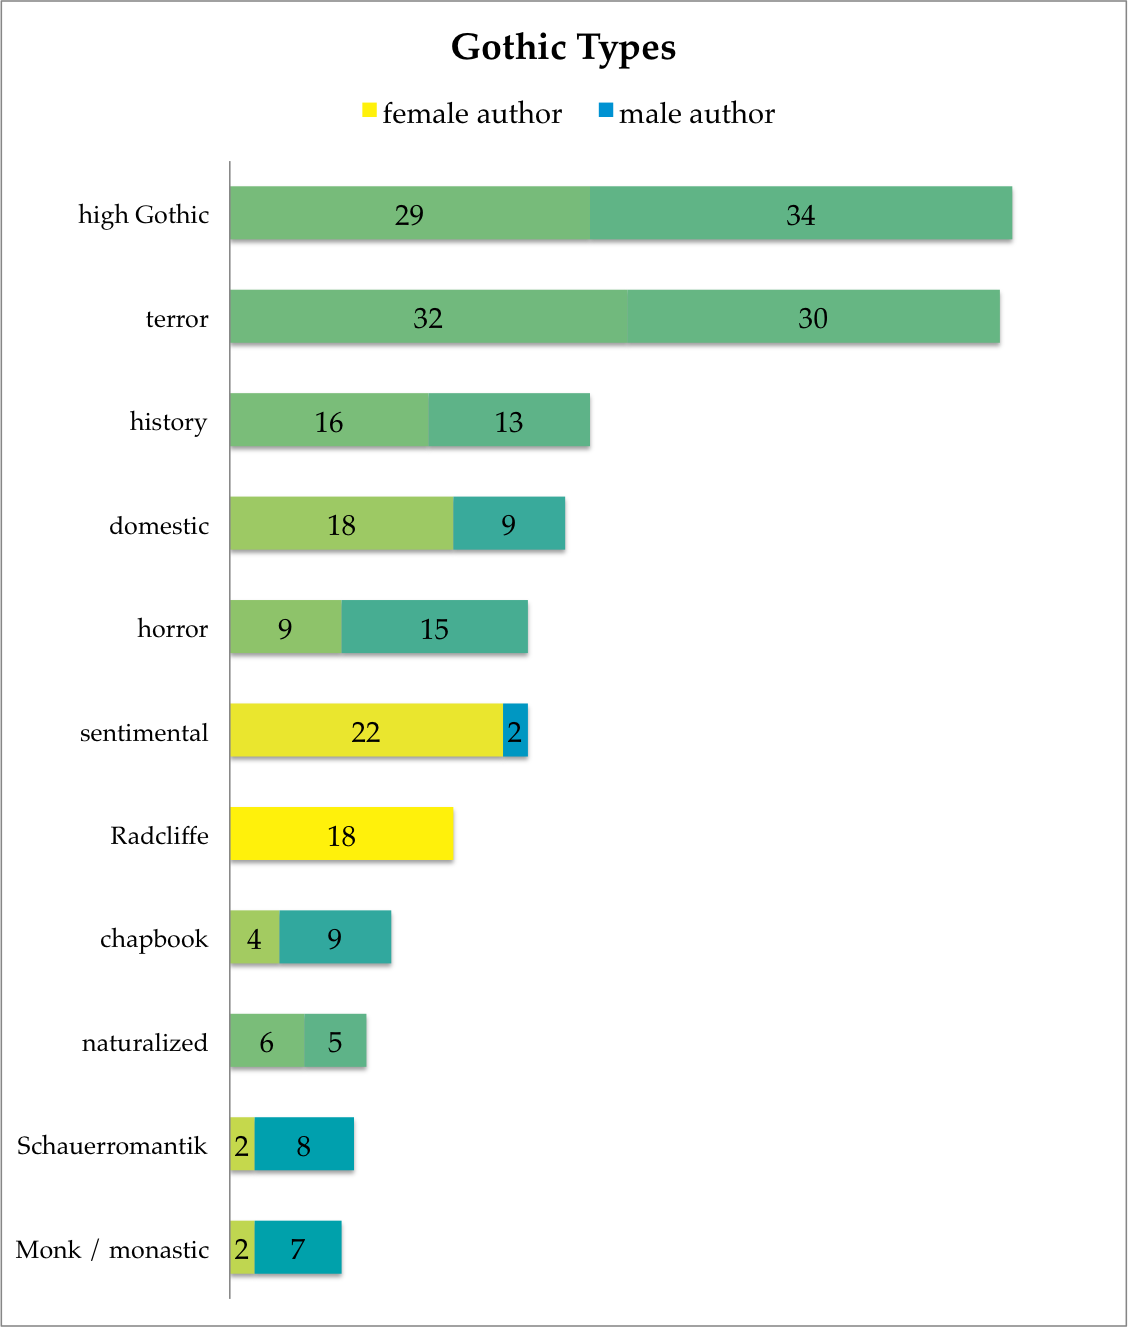 Gothic Types
female author male author
high Gothic 29 34
terror 32 30
history 16 13
domestic 18 9
horror 9 15
sentimental 22 2
Radcliffe 18
chapbook 4 9
naturalized 6 5
Schauerromantik 2 8
Monk / monastic 2 7